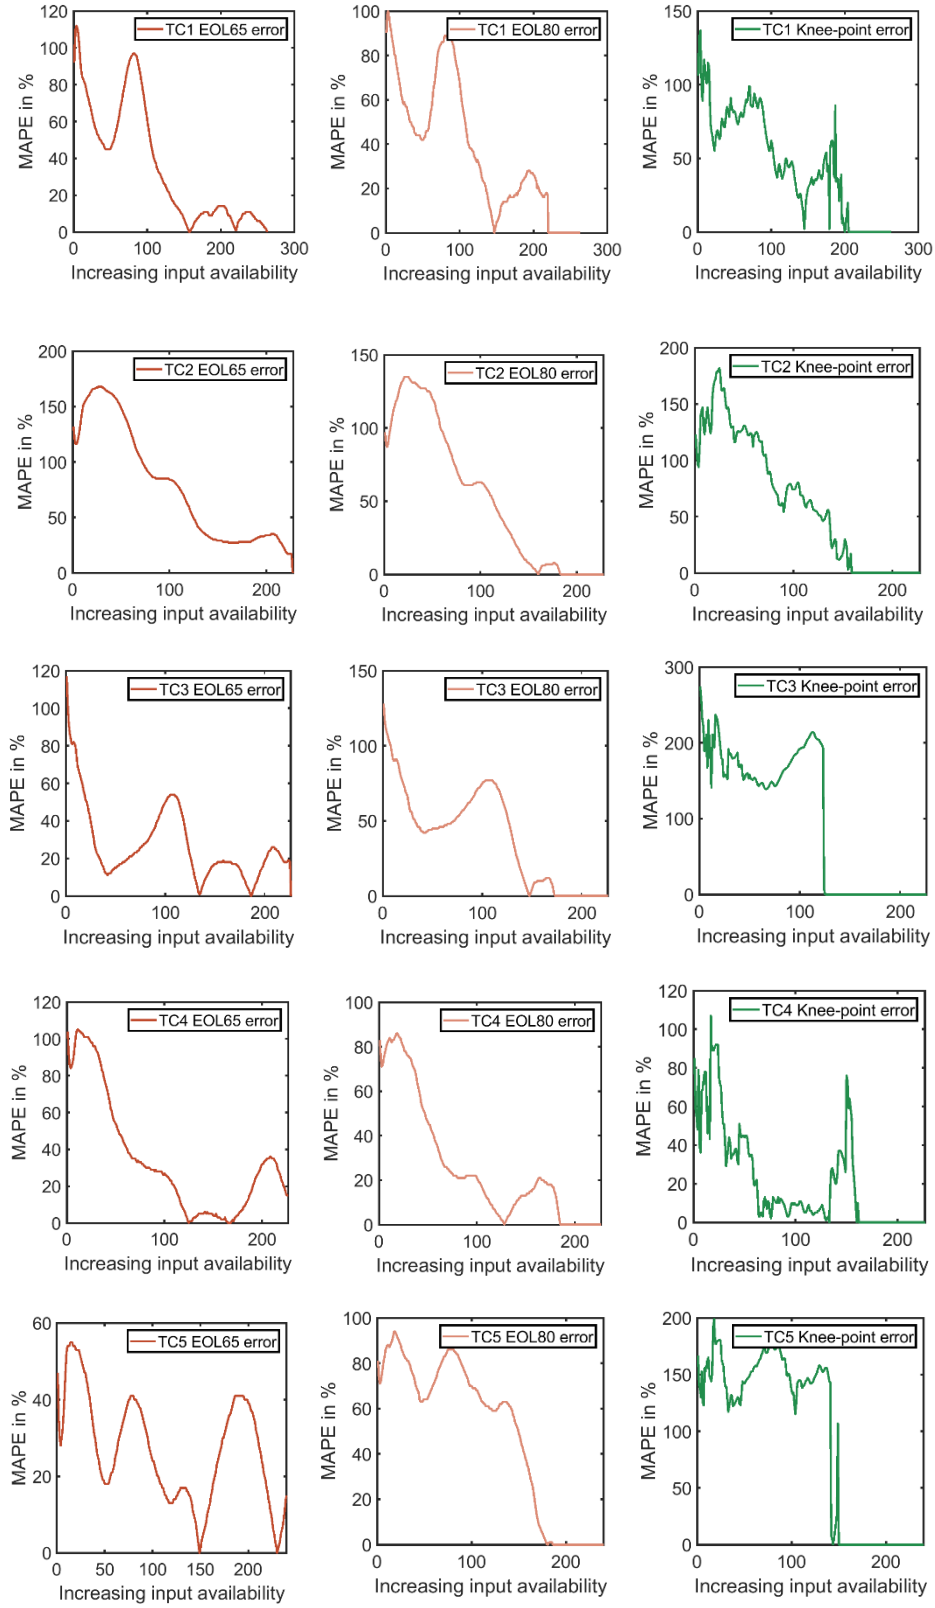 TC1 EOL65 error
MAPE in %
120
100
80
60
40
20
0
0 100 200 300
Increasing input availability
TC1 EOL80 error
MAPE in %
100
80
60
40
20
0
0 100 200 300
Increasing input availability
TC1 Knee-point error
MAPE in %
150
100
50
0
0 100 200 300
Increasing input availability
TC2 EOL65 error
MAPE in %
200
150
100
50
0
0 100 200
Increasing input availability
TC2 EOL80 error
MAPE in %
150
100
50
0
0 100 200
Increasing input availability
TC2 Knee-point error
MAPE in %
200
150
100
50
0
0 100 200
Increasing input availability
TC3 EOL65 error
MAPE in %
120
100
80
60
40
20
0
0 100 200
Increasing input availability
TC3 EOL80 error
MAPE in %
150
100
50
0
0 100 200
Increasing input availability
TC3 Knee-point error
MAPE in %
300
200
100
0
0 100 200
Increasing input availability
TC4 EOL65 error
MAPE in %
120
100
80
60
40
20
0
0 100 200
Increasing input availability
TC4 EOL80 error
MAPE in %
100
80
60
40
20
0
0 100 200
Increasing input availability
TC4 Knee-point error
MAPE in %
120
100
80
60
40
20
0
0 50 100 150 200
Increasing input availability
TC5 EOL65 error
MAPE in %
60
40
20
0
0 50 100 150 200
Increasing input availability
TC5 EOL80 error
MAPE in %
100
80
60
40
20
0
0 100 200
Increasing input availability
TC5 Knee-point error
MAPE in %
200
150
100
50
0
0 100 200
Increasing input availability